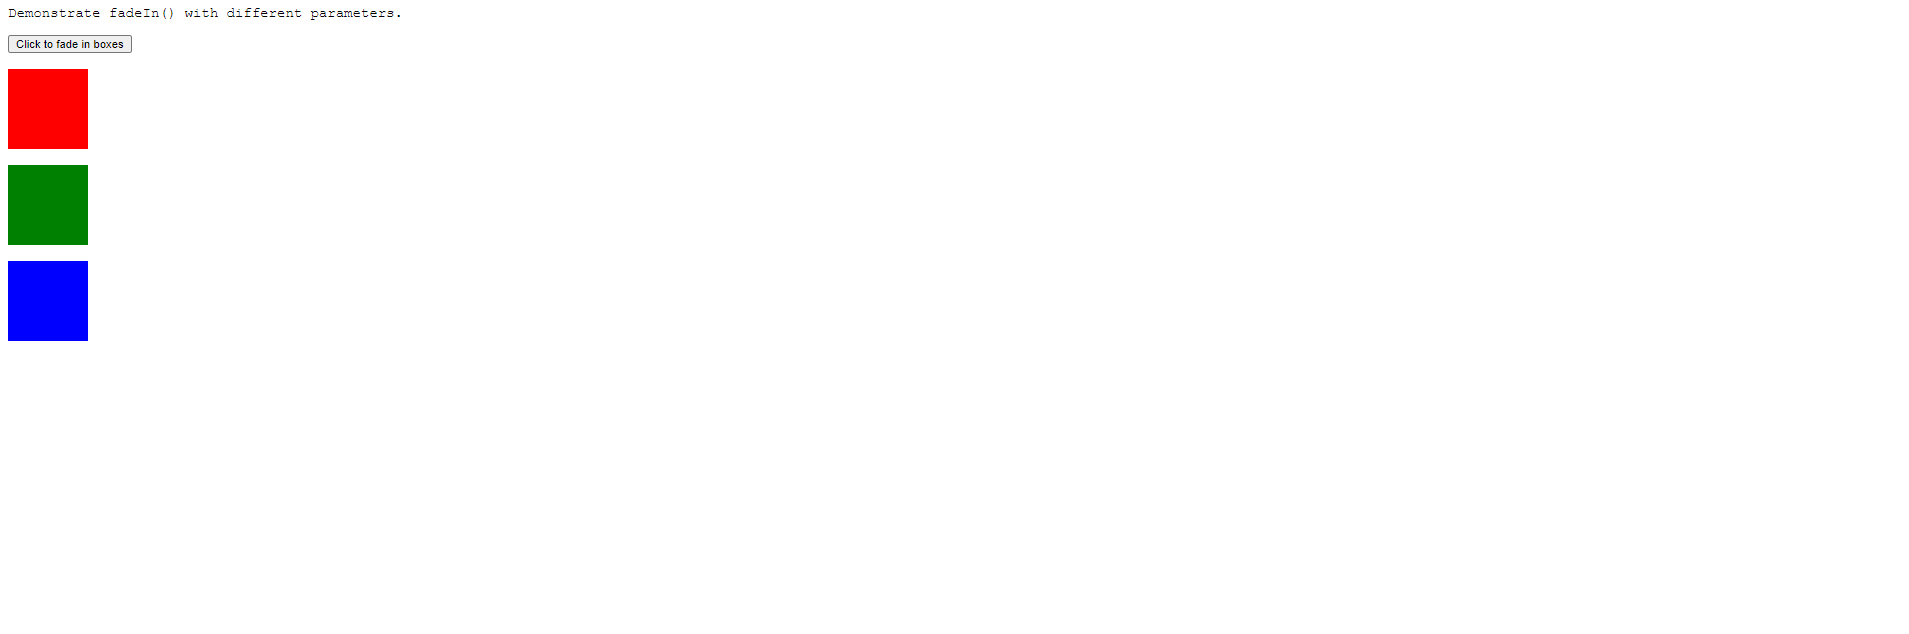 Demonstrate fadeIn() with different parameters.
Click to fade in boxes